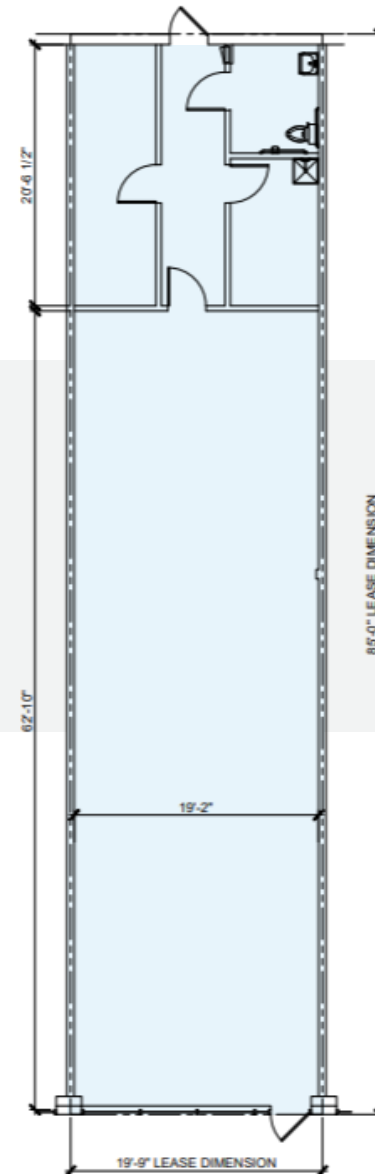 20'-6 1/2"
85'-0" LEASE DIMENSION
62'-10"
19'-2"
19'-9" LEASE DIMENSION